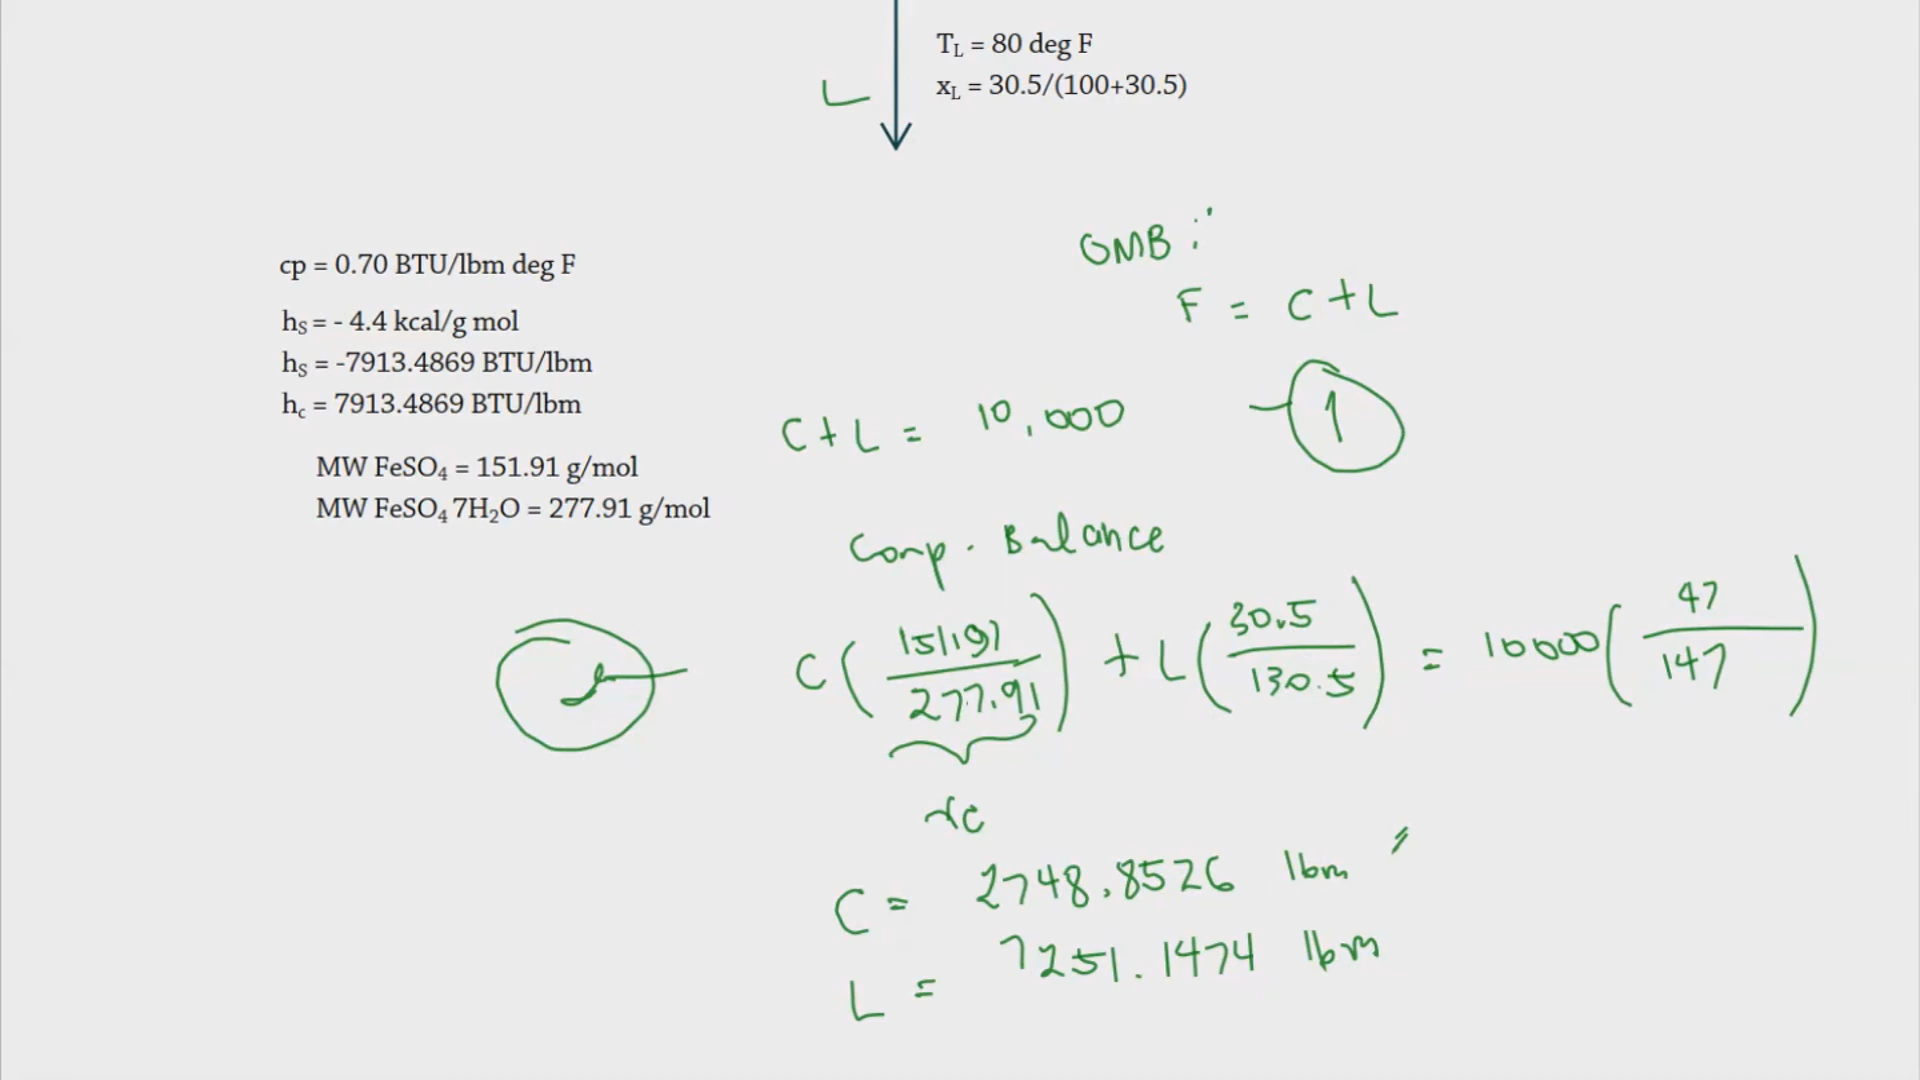 T_L = 80 deg F
x_L = 30.5/(100+30.5)
L
OMB :
F = C + L
cp = 0.70 BTU/lbm deg F
h_S = - 4.4 kcal/g mol
h_S = -7913.4869 BTU/lbm
h_c = 7913.4869 BTU/lbm
C + L = 10,000 - 1
MW FeSO₄ = 151.91 g/mol
MW FeSO₄ 7H₂O = 277.91 g/mol
Comp. Balance
2 - C (151.91/277.91) + L (30.5/130.5) = 10000 (47/147)
xc
C = 2748.8526 lbm
L = 7251.1474 lbm